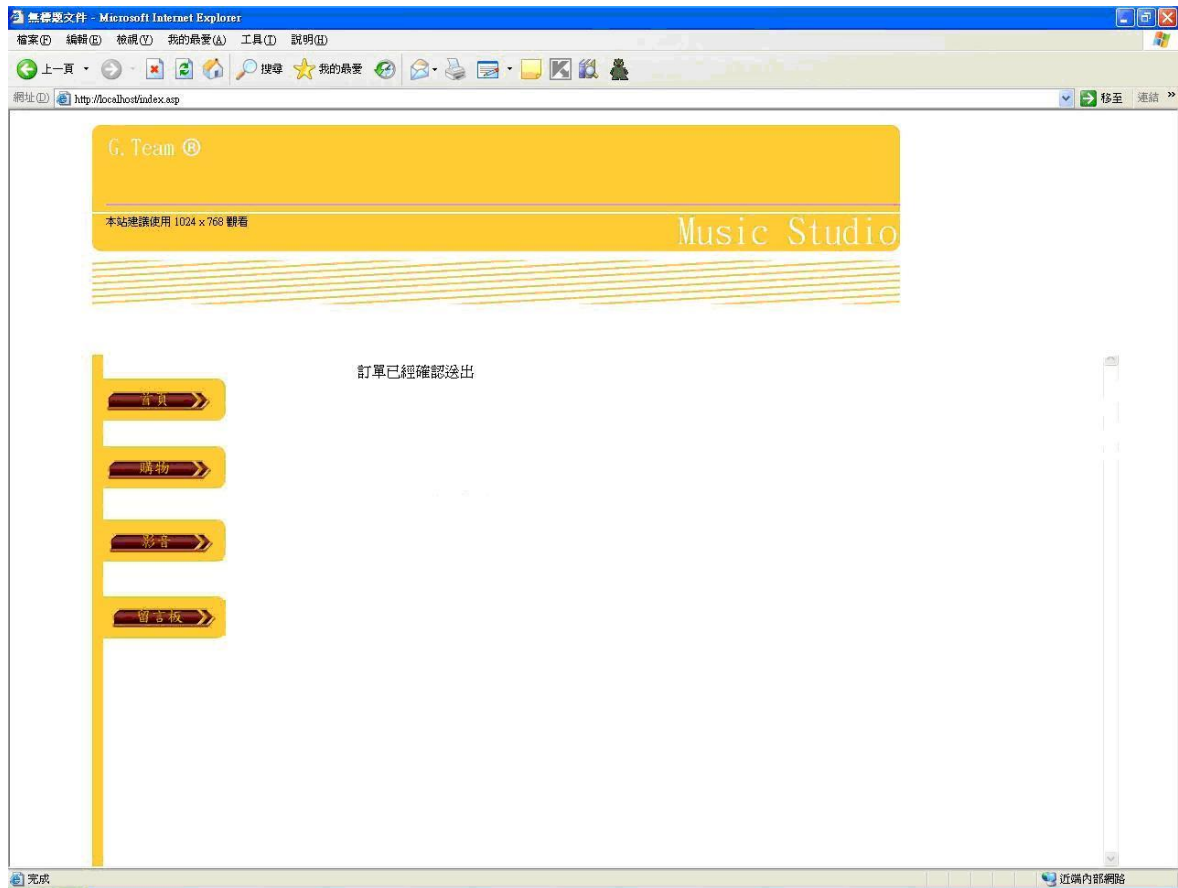 無標題文件 - Microsoft Internet Explorer
檔案(F) 編輯(E) 檢視(V) 我的最愛(A) 工具(T) 說明(H)
上一頁 搜尋 我的最愛
網址(D) http://localhost/index.asp 移至 連結 »
G. Team ®
本站建議使用 1024 x 768 觀看
Music Studio
訂單已經確認送出
首頁
購物
影音
留言板
完成 近端內部網路